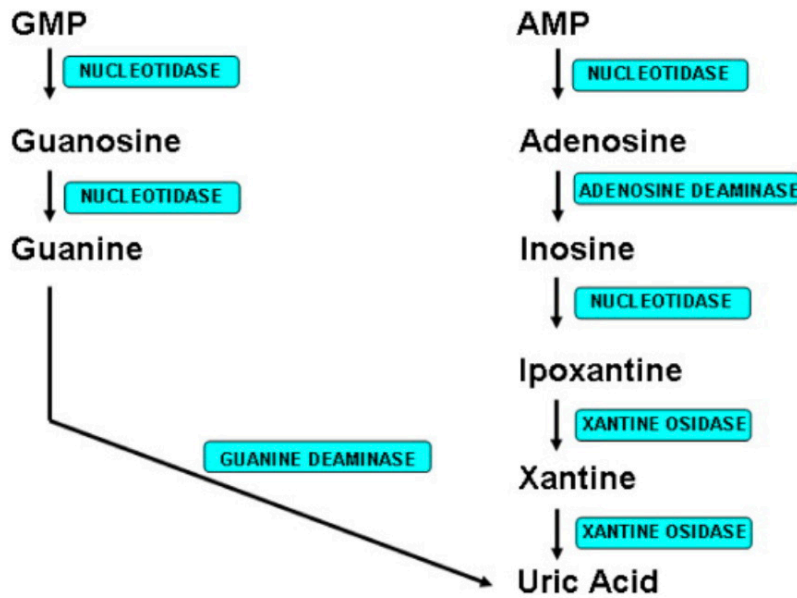 GMP
NUCLEOTIDASE
Guanosine
NUCLEOTIDASE
Guanine
GUANINE DEAMINASE
AMP
NUCLEOTIDASE
Adenosine
ADENOSINE DEAMINASE
Inosine
NUCLEOTIDASE
Ipoxantine
XANTINE OSIDASE
Xantine
XANTINE OSIDASE
Uric Acid